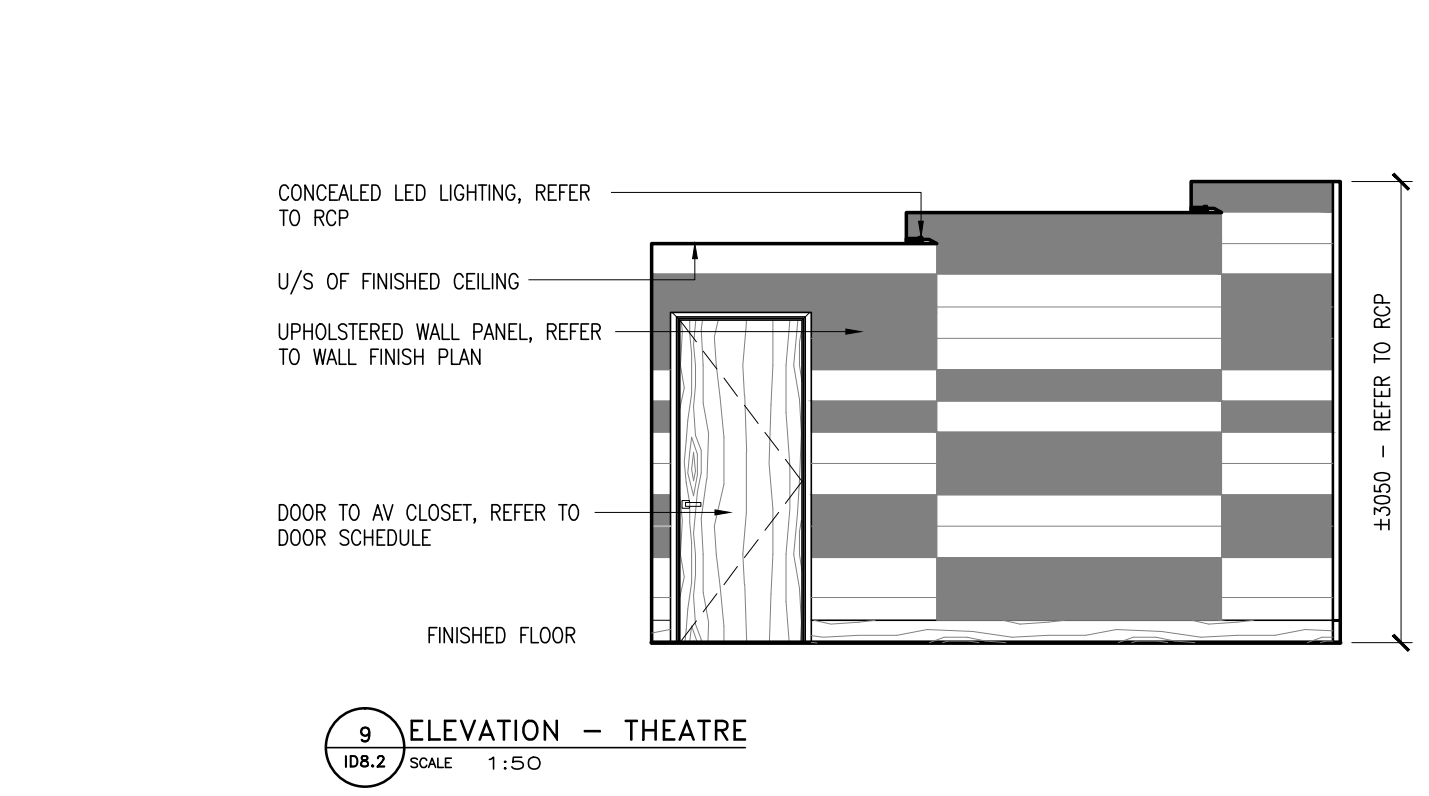 CONCEALED LED LIGHTING, REFER
TO RCP
U/S OF FINISHED CEILING
UPHOLSTERED WALL PANEL, REFER
TO WALL FINISH PLAN
DOOR TO AV CLOSET, REFER TO
DOOR SCHEDULE
FINISHED FLOOR
±3050 – REFER TO RCP
9
ID8.2
ELEVATION – THEATRE
SCALE 1:50